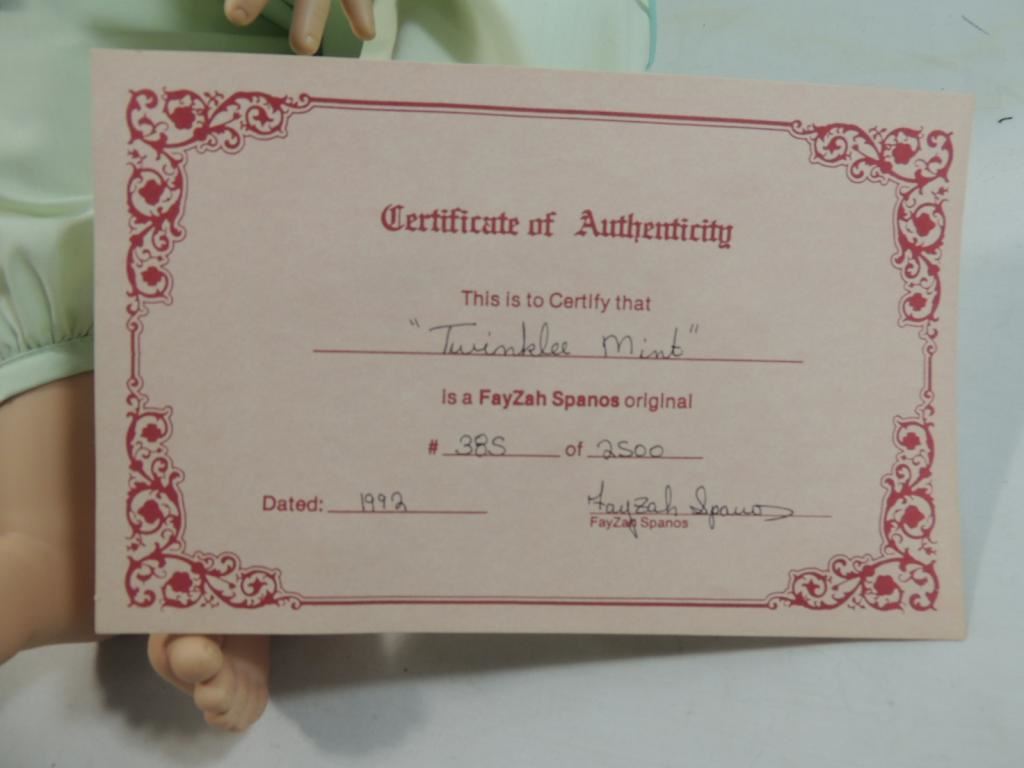 Certificate of Authenticity
This is to Certify that
"Twinklee Mint"
is a FayZah Spanos original
# 385 of 2500
Dated: 1992 FayZah Spanos
FayZah Spanos